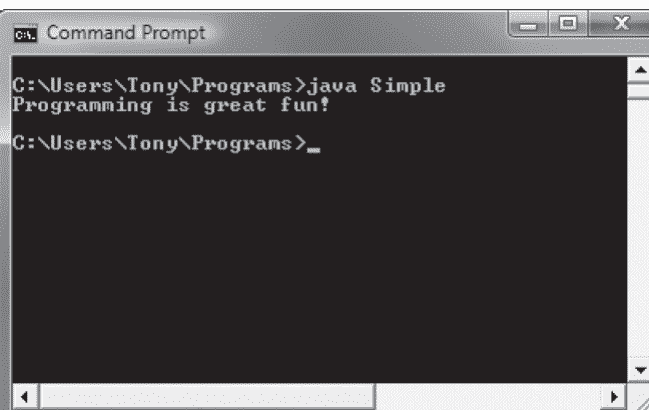 Command Prompt
C:\Users\Tony\Programs>java Simple
Programming is great fun!
C:\Users\Tony\Programs>_